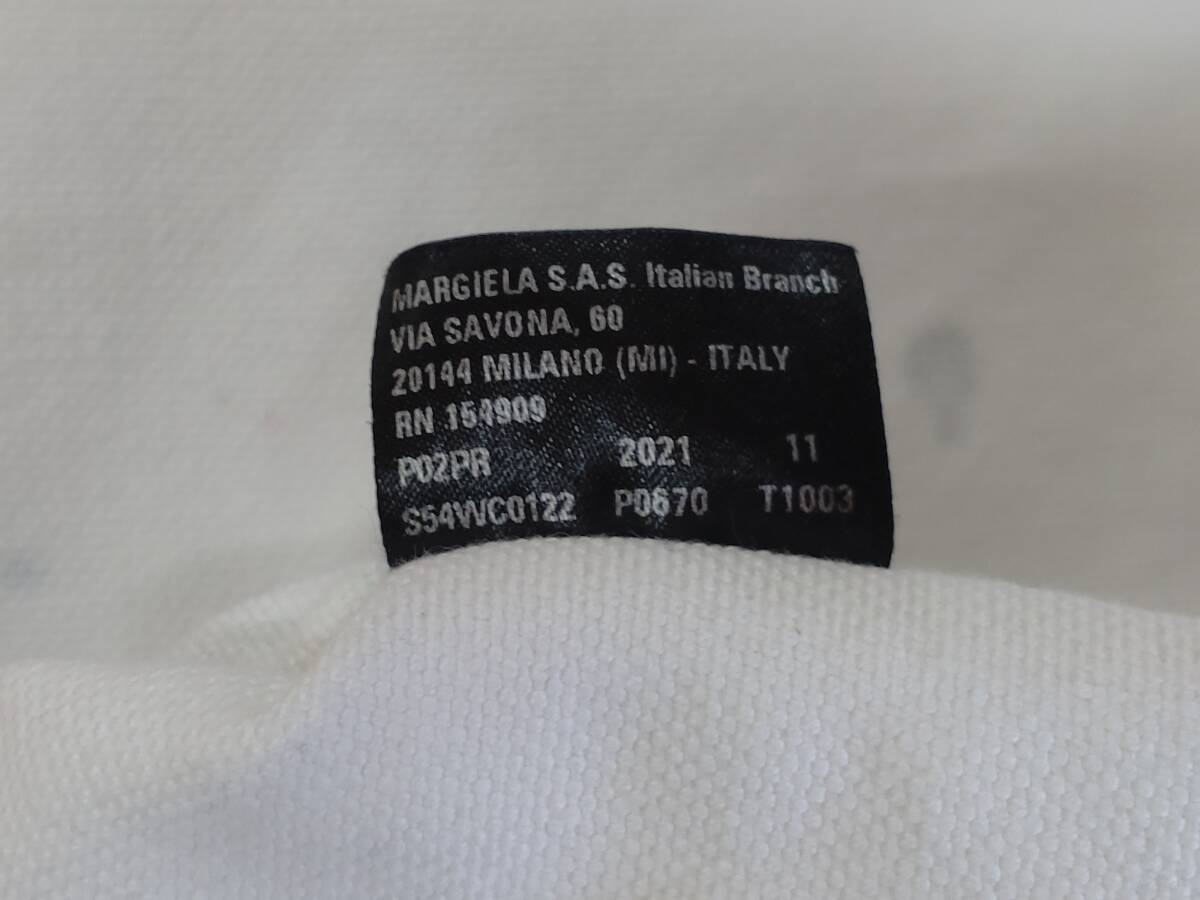 MARGIELA S.A.S. Italian Branch
VIA SAVONA, 60
20144 MILANO (MI) - ITALY
RN 154909
P02PR 2021 11
S54WC0122 P0670 T1003